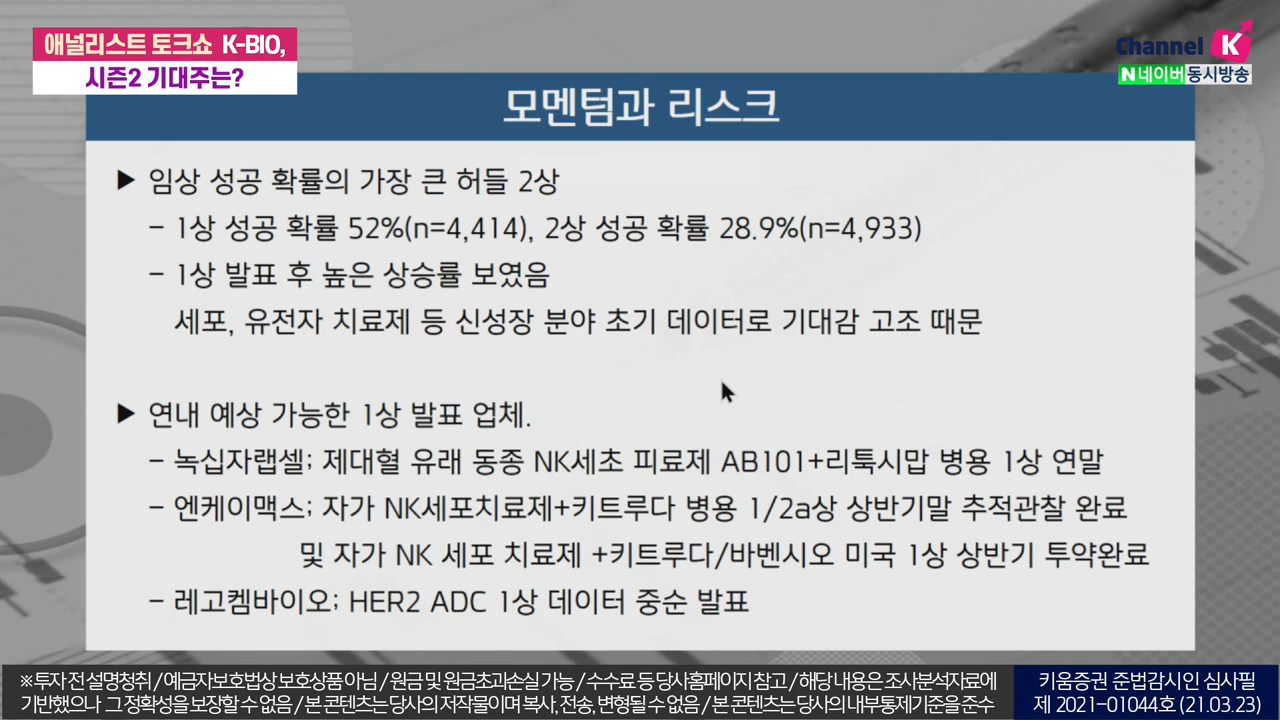 애널리스트 토크쇼 K-BIO,
시즌2 기대주는?
Channel K
N 네이버 동시방송
모멘텀과 리스크
▶ 임상 성공 확률의 가장 큰 허들 2상
- 1상 성공 확률 52%(n=4,414), 2상 성공 확률 28.9%(n=4,933)
- 1상 발표 후 높은 상승률 보였음
세포, 유전자 치료제 등 신성장 분야 초기 데이터로 기대감 고조 때문
▶ 연내 예상 가능한 1상 발표 업체.
- 녹십자랩셀; 제대혈 유래 동종 NK세초 피료제 AB101+리툭시맙 병용 1상 연말
- 엔케이맥스; 자가 NK세포치료제+키트루다 병용 1/2a상 상반기말 추적관찰 완료
및 자가 NK 세포 치료제 +키트루다/바벤시오 미국 1상 상반기 투약완료
- 레고켐바이오; HER2 ADC 1상 데이터 중순 발표
※ 투자 전 설명청취 / 예금자보호법상 보호상품 아님 / 원금 및 원금초과손실 가능 / 수수료 등 당사홈페이지 참고 / 해당 내용은 조사분석자료에
기반했으나 그 정확성을 보장할 수 없음 / 본 콘텐츠는 당사의 저작물이며 복사, 전송, 변형될 수 없음 / 본 콘텐츠는 당사의 내부통제기준을 준수
키움증권 준법감시인 심사필
제 2021-01044호 (21.03.23)